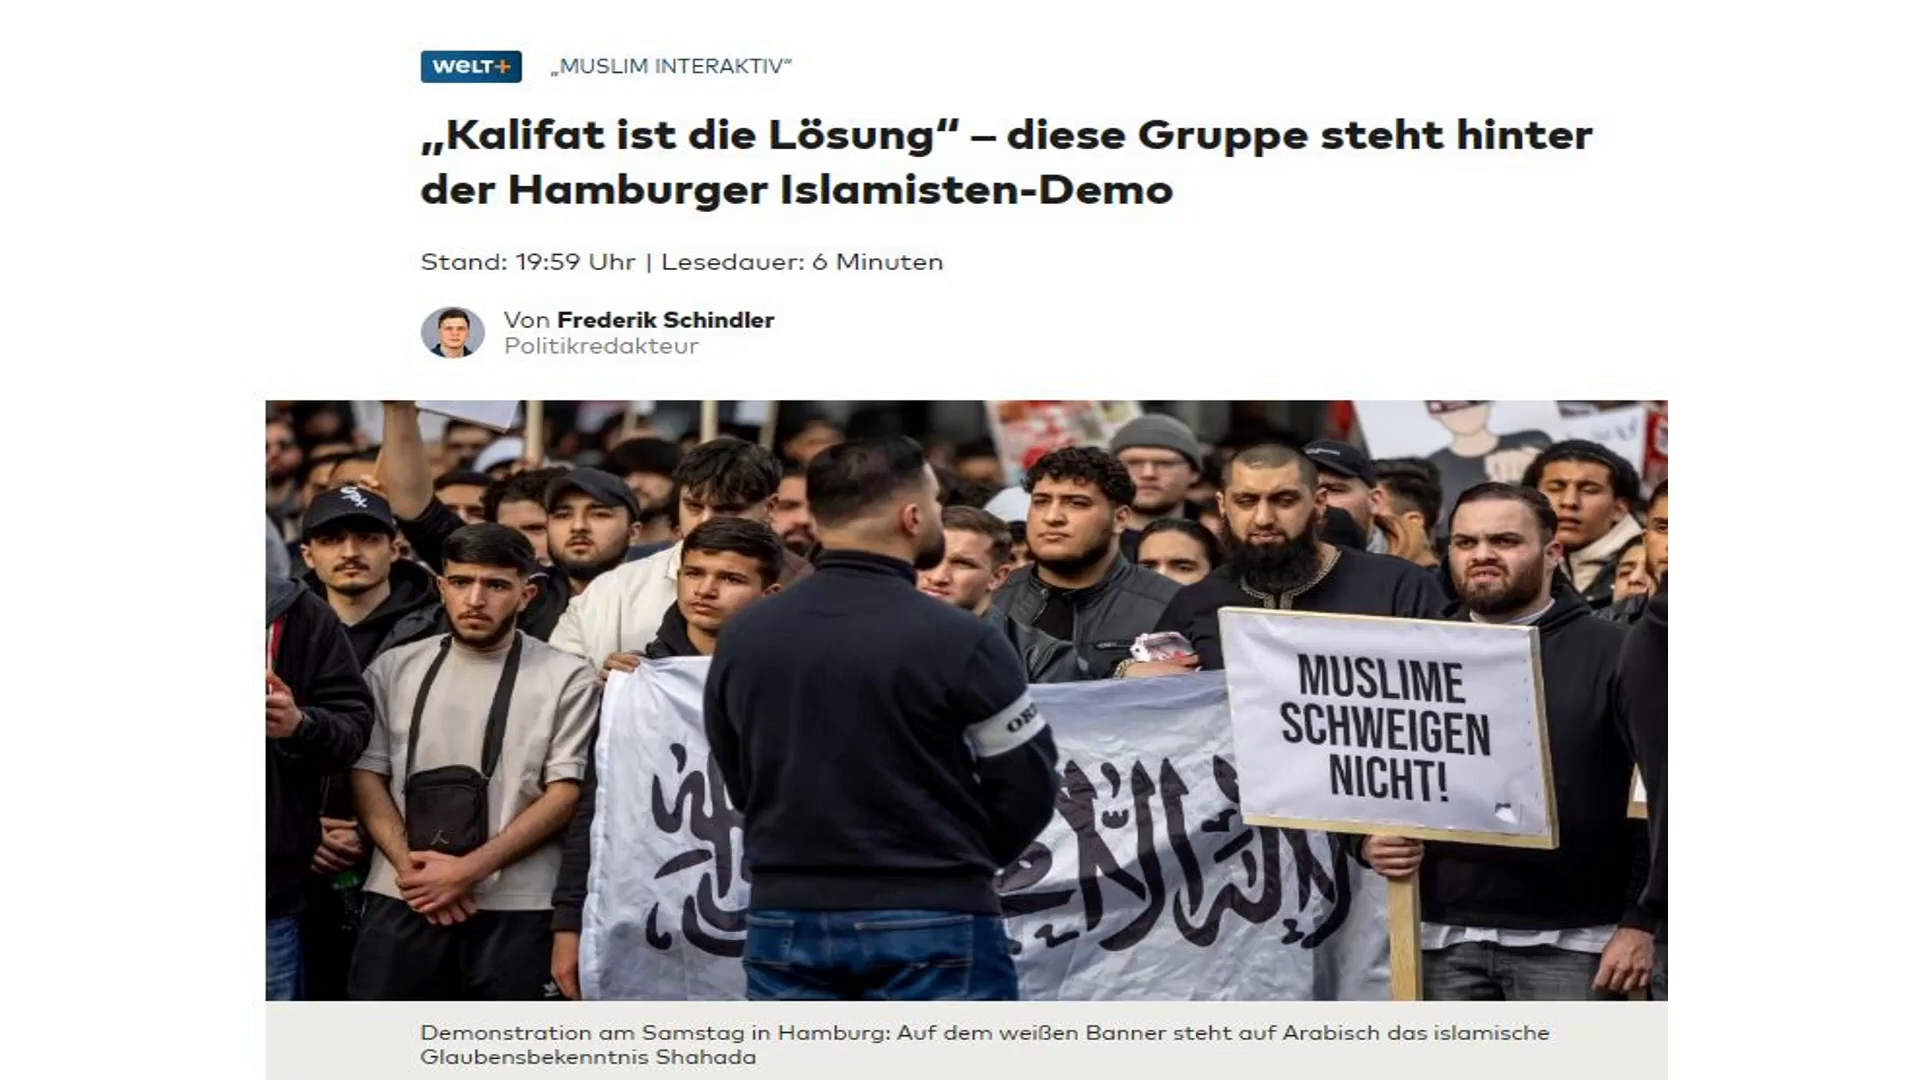 WELT+ „MUSLIM INTERAKTIV“
„Kalifat ist die Lösung“ – diese Gruppe steht hinter
der Hamburger Islamisten-Demo
Stand: 19:59 Uhr | Lesedauer: 6 Minuten
Von Frederik Schindler
Politikredakteur
MUSLIME
SCHWEIGEN
NICHT!
Demonstration am Samstag in Hamburg: Auf dem weißen Banner steht auf Arabisch das islamische
Glaubensbekenntnis Shahada